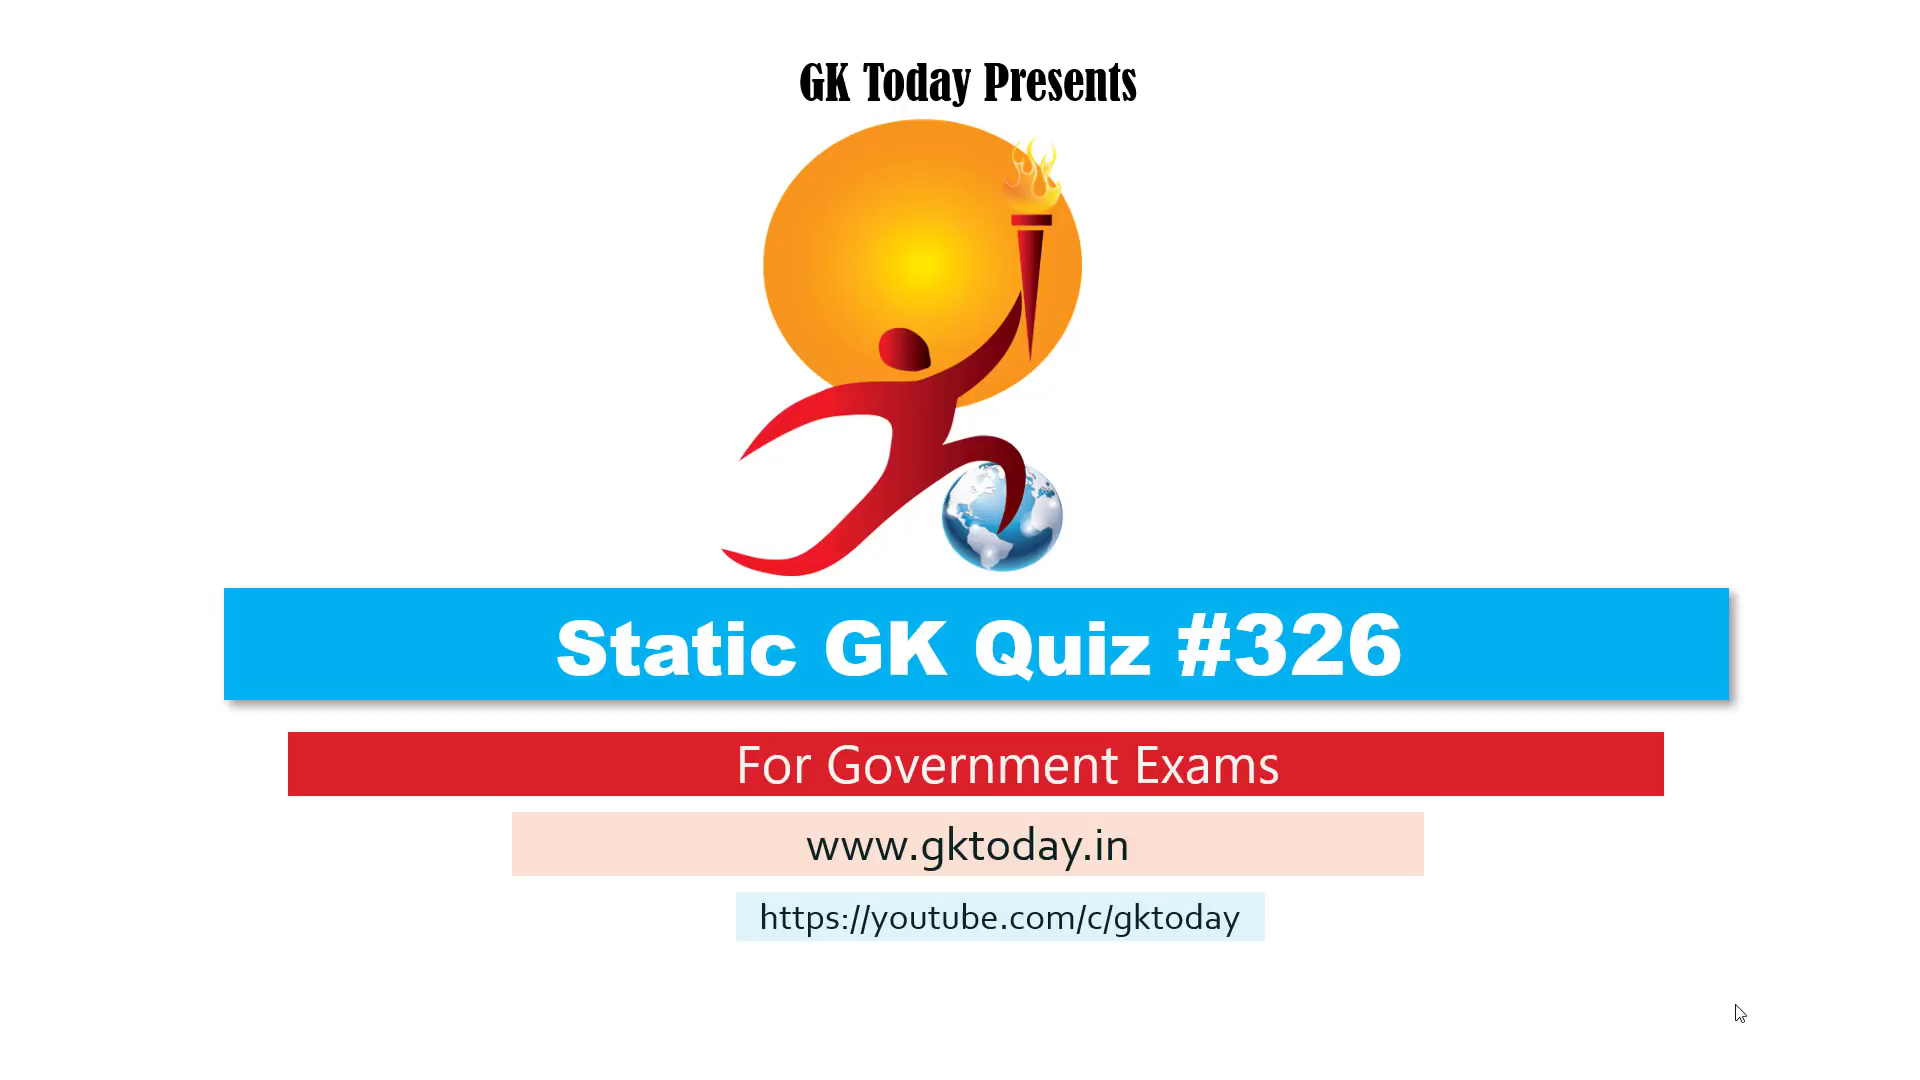 GK Today Presents
Static GK Quiz #326
For Government Exams
www.gktoday.in
https://youtube.com/c/gktoday